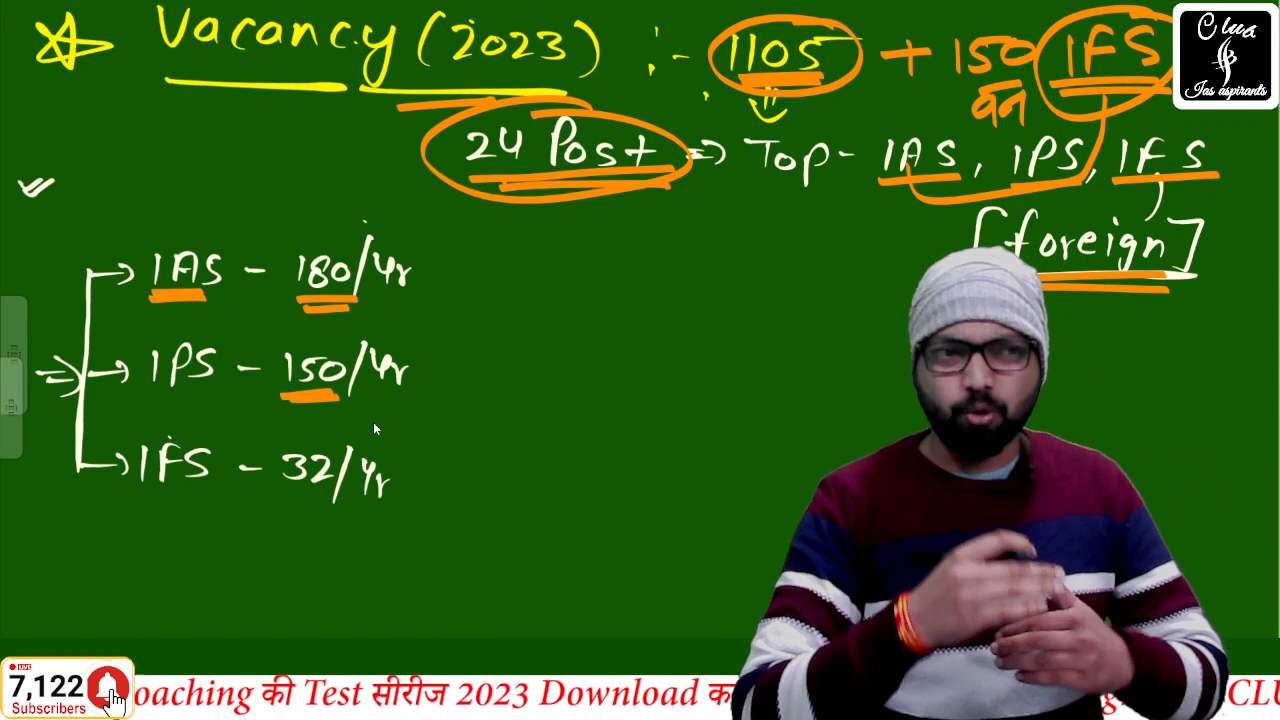 Vacancy (2023) :- 1105 + 150 IFS
वन
24 Post => Top - IAS, IPS, IFS
[foreign]
IAS - 180/yr
IPS - 150/yr
IFS - 32/yr
Clua
Ias aspirants
LIVE
7,122
Subscribers
oaching की Test सीरीज 2023 Download क
CLU